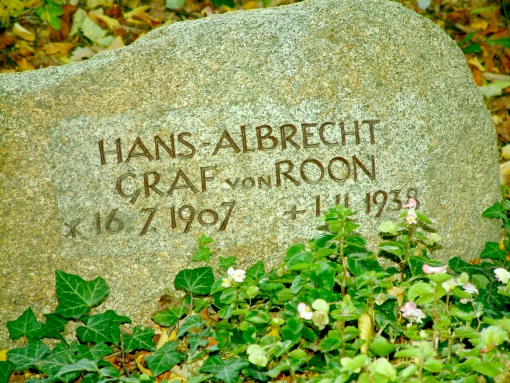 HANS-ALBRECHT
GRAF VON ROON
* 16.7.1907 + 1.11.1938